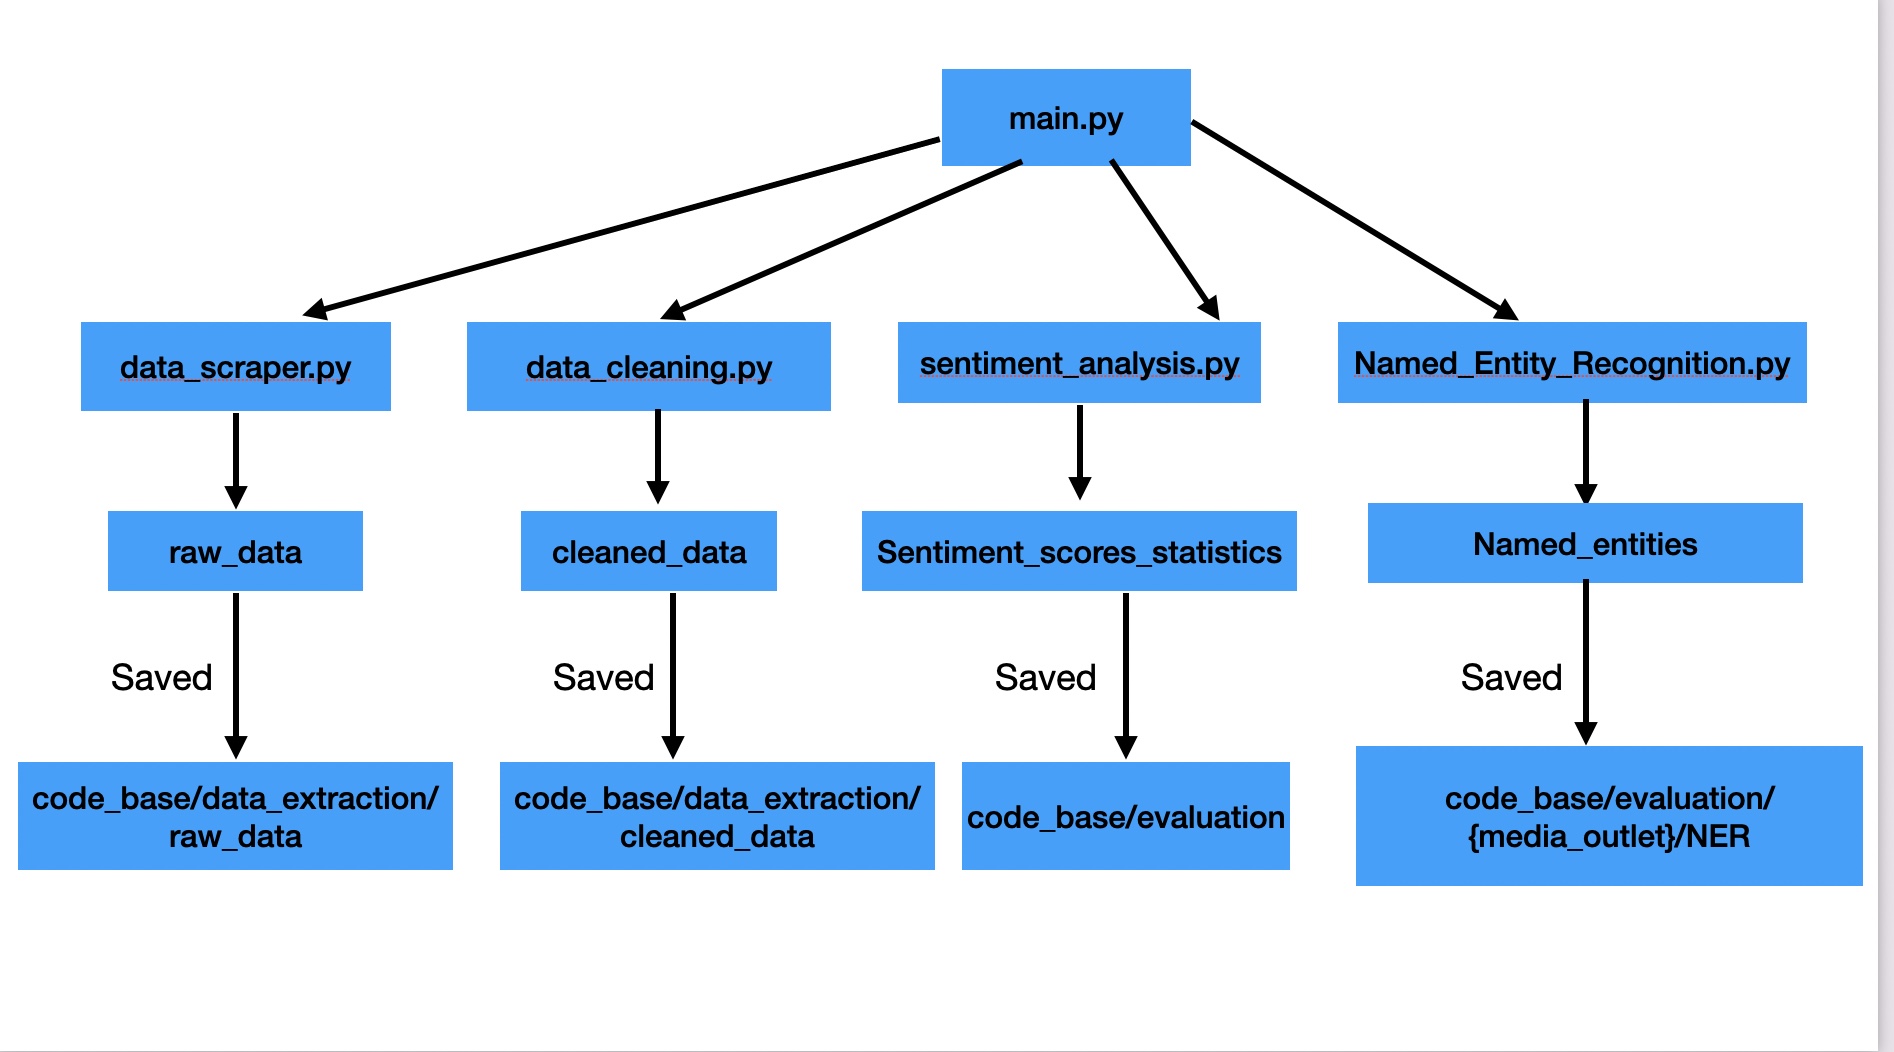 main.py
data_scraper.py
data_cleaning.py
sentiment_analysis.py
Named_Entity_Recognition.py
raw_data
cleaned_data
Sentiment_scores_statistics
Named_entities
Saved
Saved
Saved
Saved
code_base/data_extraction/
raw_data
code_base/data_extraction/
cleaned_data
code_base/evaluation
code_base/evaluation/
{media_outlet}/NER